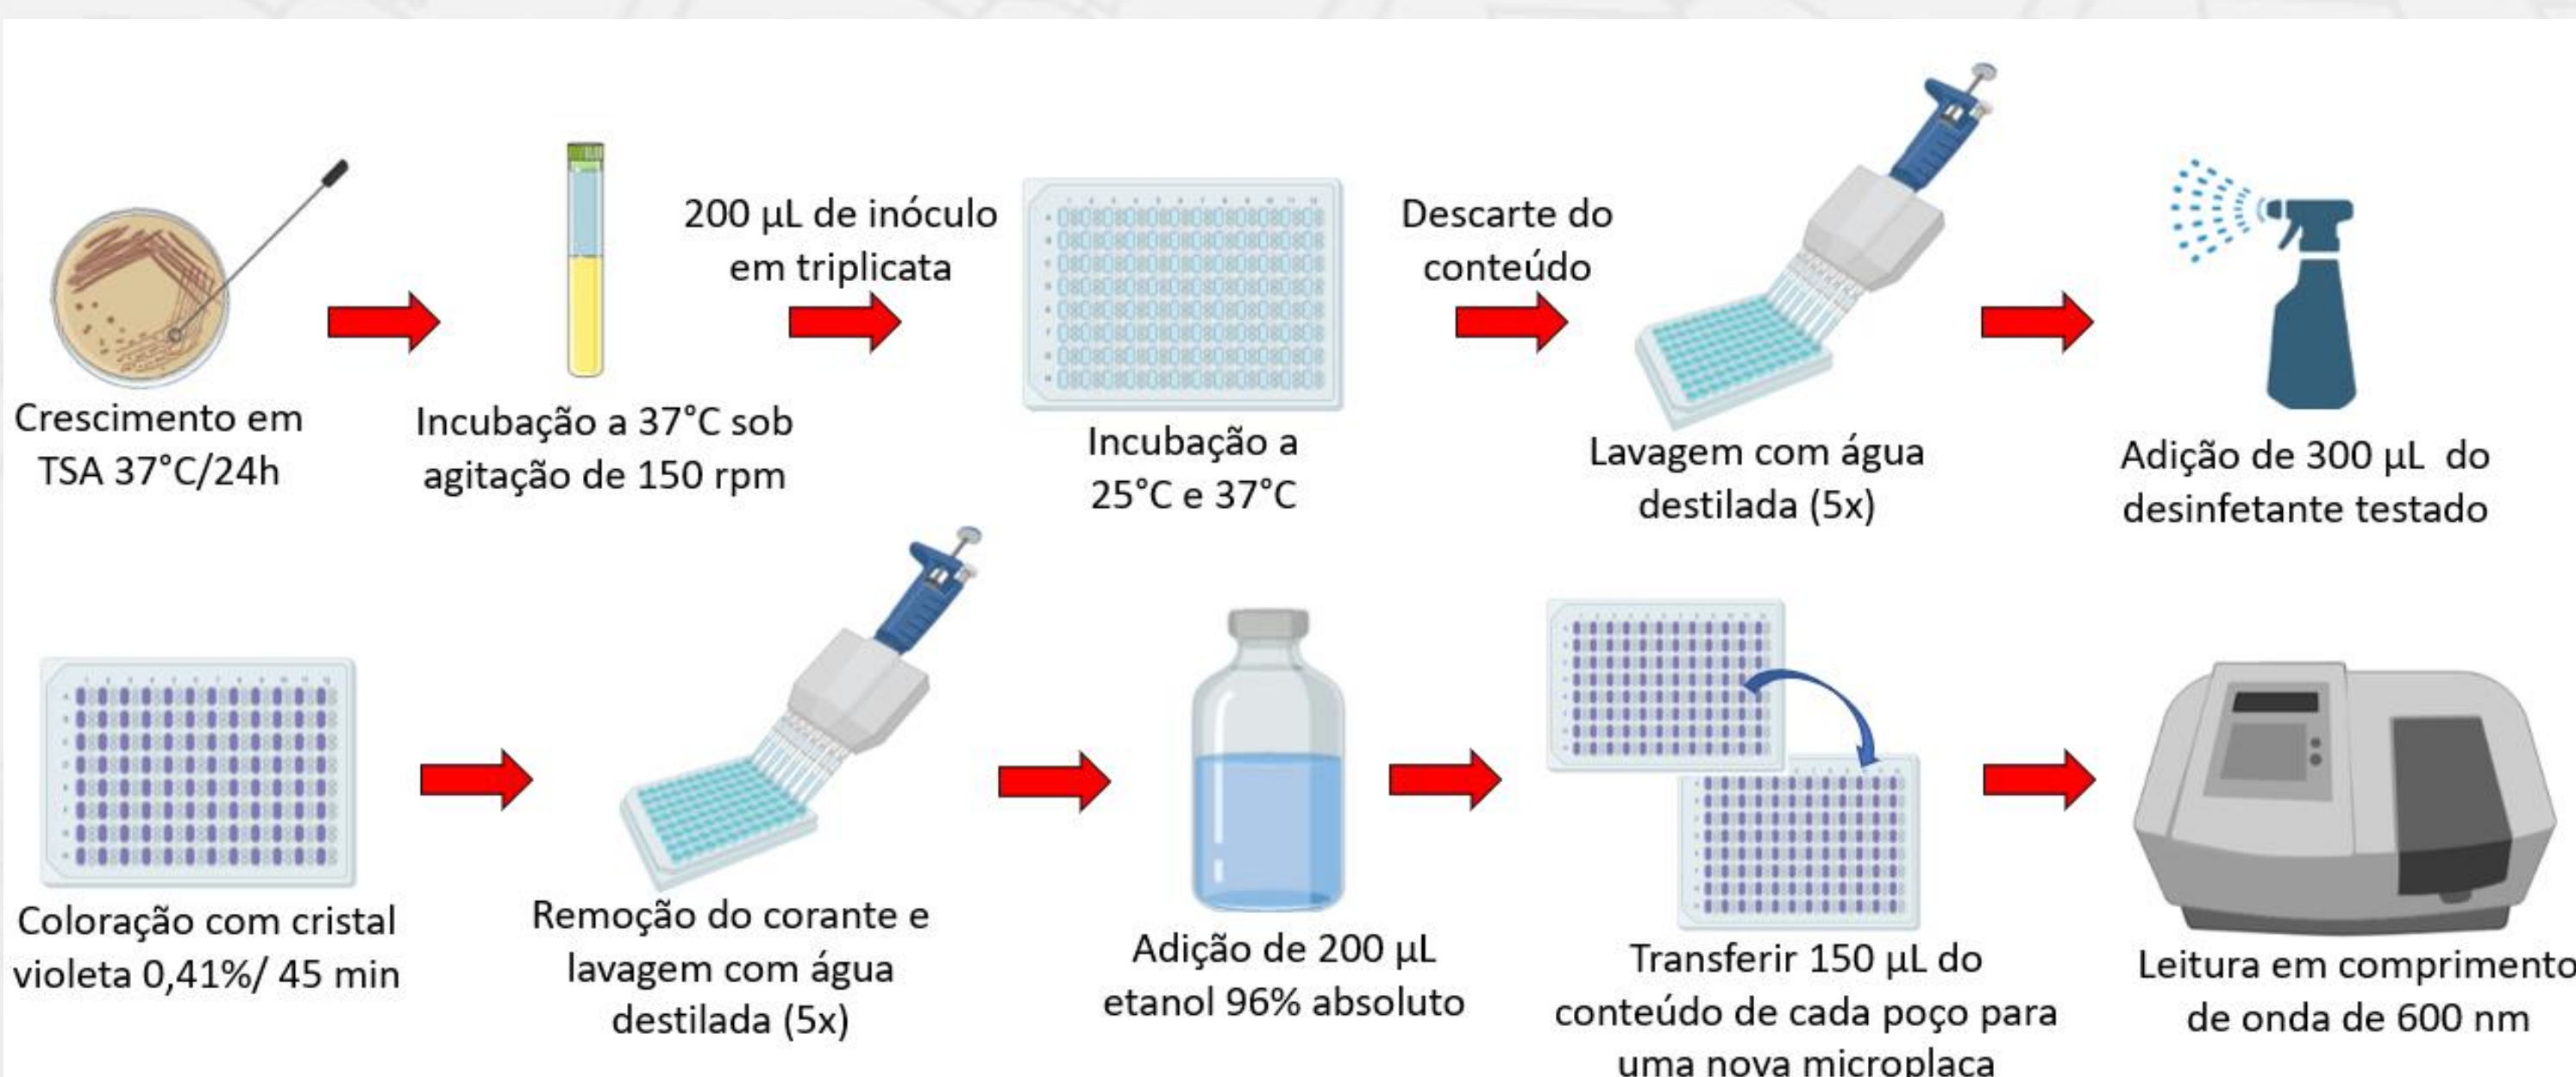 200 µL de inóculo
em triplicata
Descarte do
conteúdo
Crescimento em
TSA 37°C/24h
Incubação a 37°C sob
agitação de 150 rpm
Incubação a
25°C e 37°C
Lavagem com água
destilada (5x)
Adição de 300 µL do
desinfetante testado
Coloração com cristal
violeta 0,41%/ 45 min
Remoção do corante e
lavagem com água
destilada (5x)
Adição de 200 µL
etanol 96% absoluto
Transferir 150 µL do
conteúdo de cada poço para
uma nova microplaca
Leitura em comprimento
de onda de 600 nm